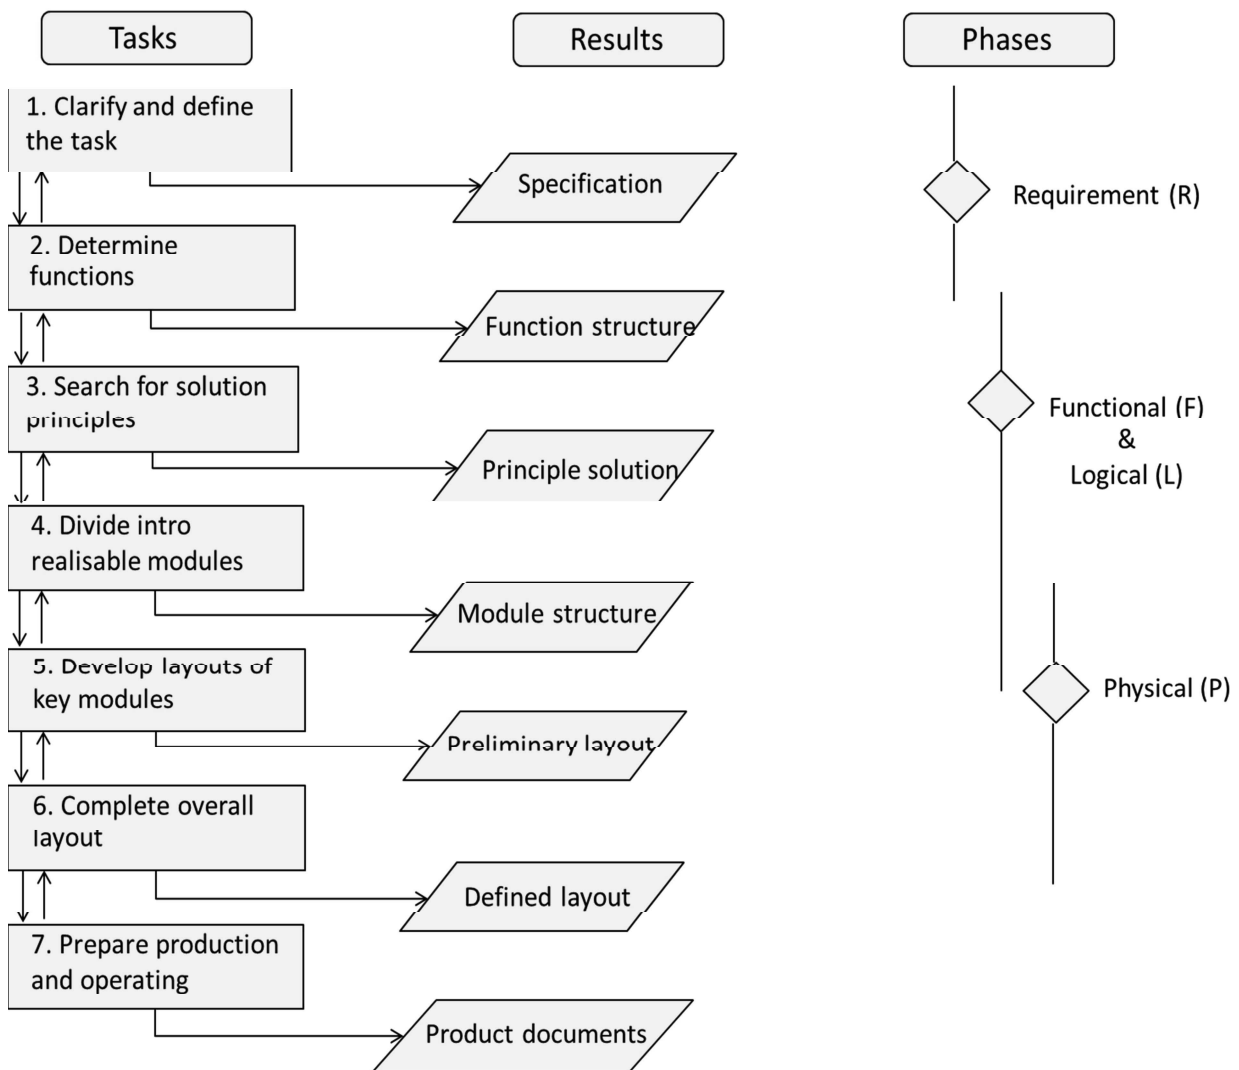 Tasks
Results
Phases
1. Clarify and define
the task
Specification
Requirement (R)
2. Determine
functions
Function structure
3. Search for solution
principles
Functional (F)
&
Logical (L)
Principle solution
4. Divide intro
realisable modules
Module structure
5. Develop layouts of
key modules
Physical (P)
Preliminary layout
6. Complete overall
layout
Defined layout
7. Prepare production
and operating
Product documents